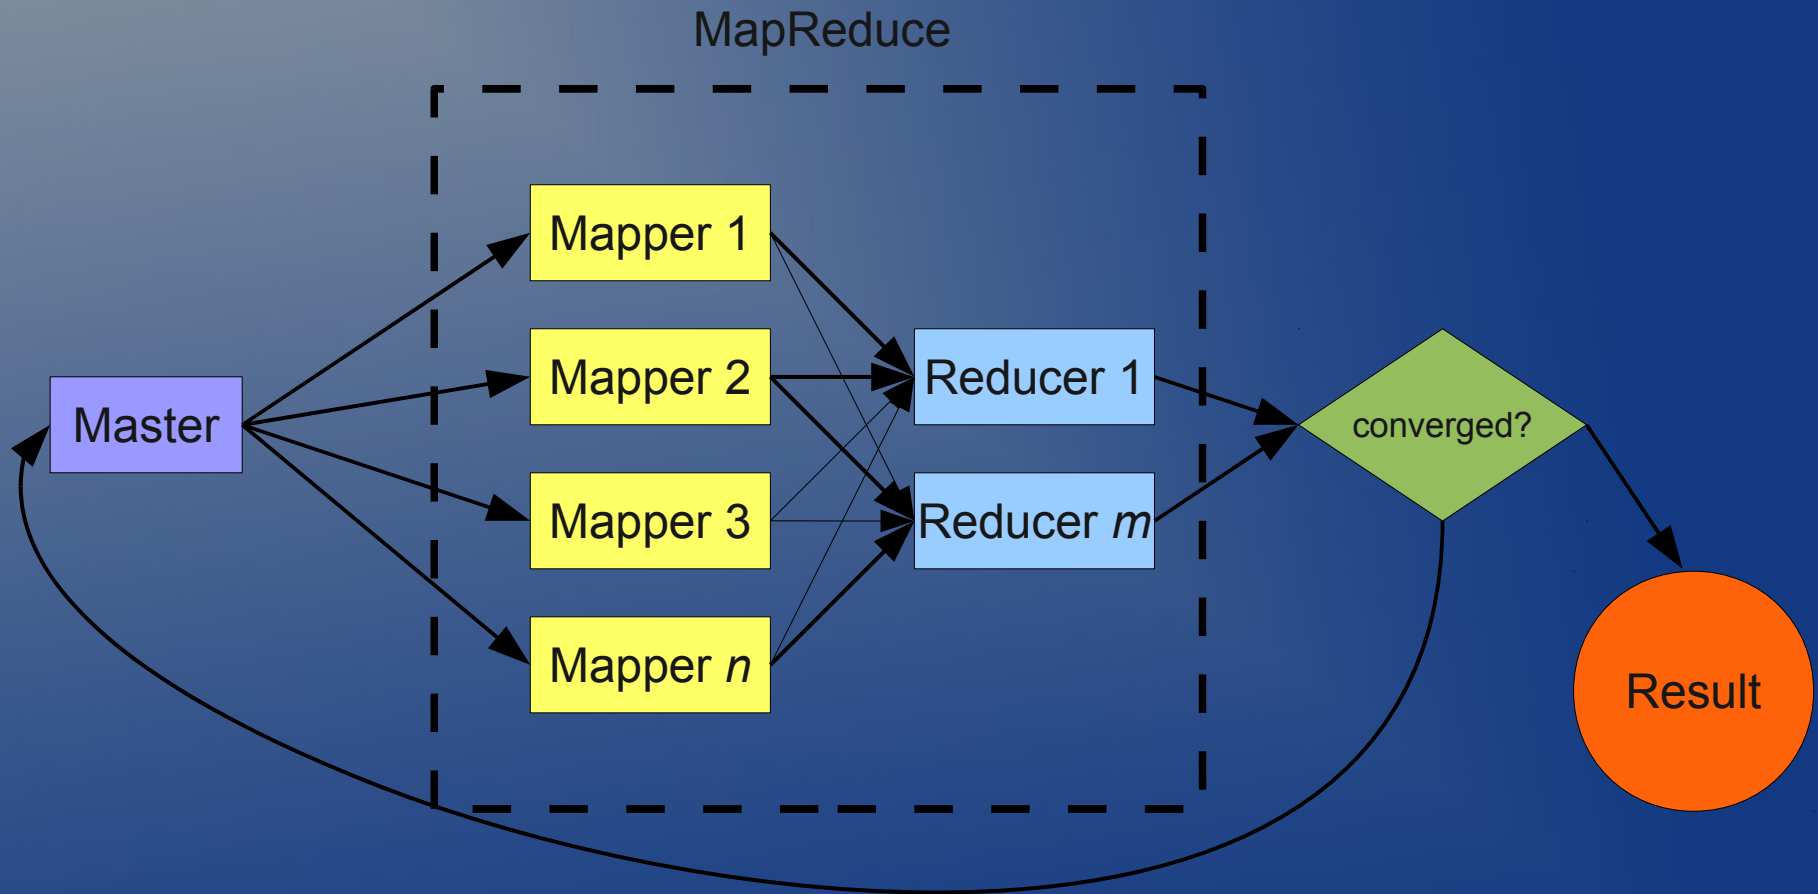 MapReduce
Mapper 1
Mapper 2
Reducer 1
Master
converged?
Mapper 3
Reducer m
Mapper n
Result